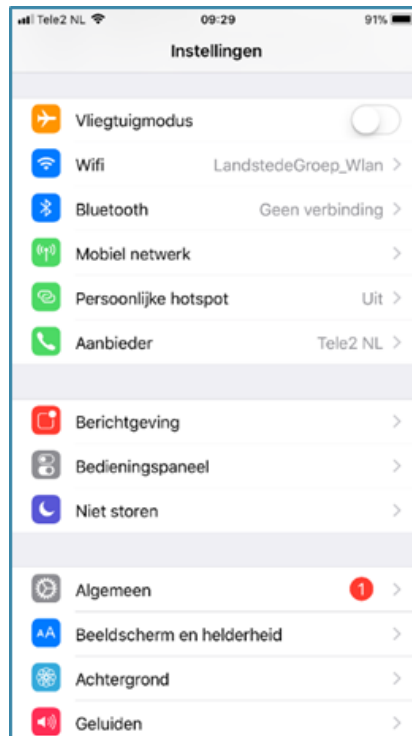 Tele2 NL 09:29 91%
Instellingen
Vliegtuigmodus
Wifi LandstedeGroep_Wlan
Bluetooth Geen verbinding
Mobiel netwerk
Persoonlijke hotspot Uit
Aanbieder Tele2 NL
Berichtgeving
Bedieningspaneel
Niet storen
Algemeen 1
AA Beeldscherm en helderheid
Achtergrond
Geluiden